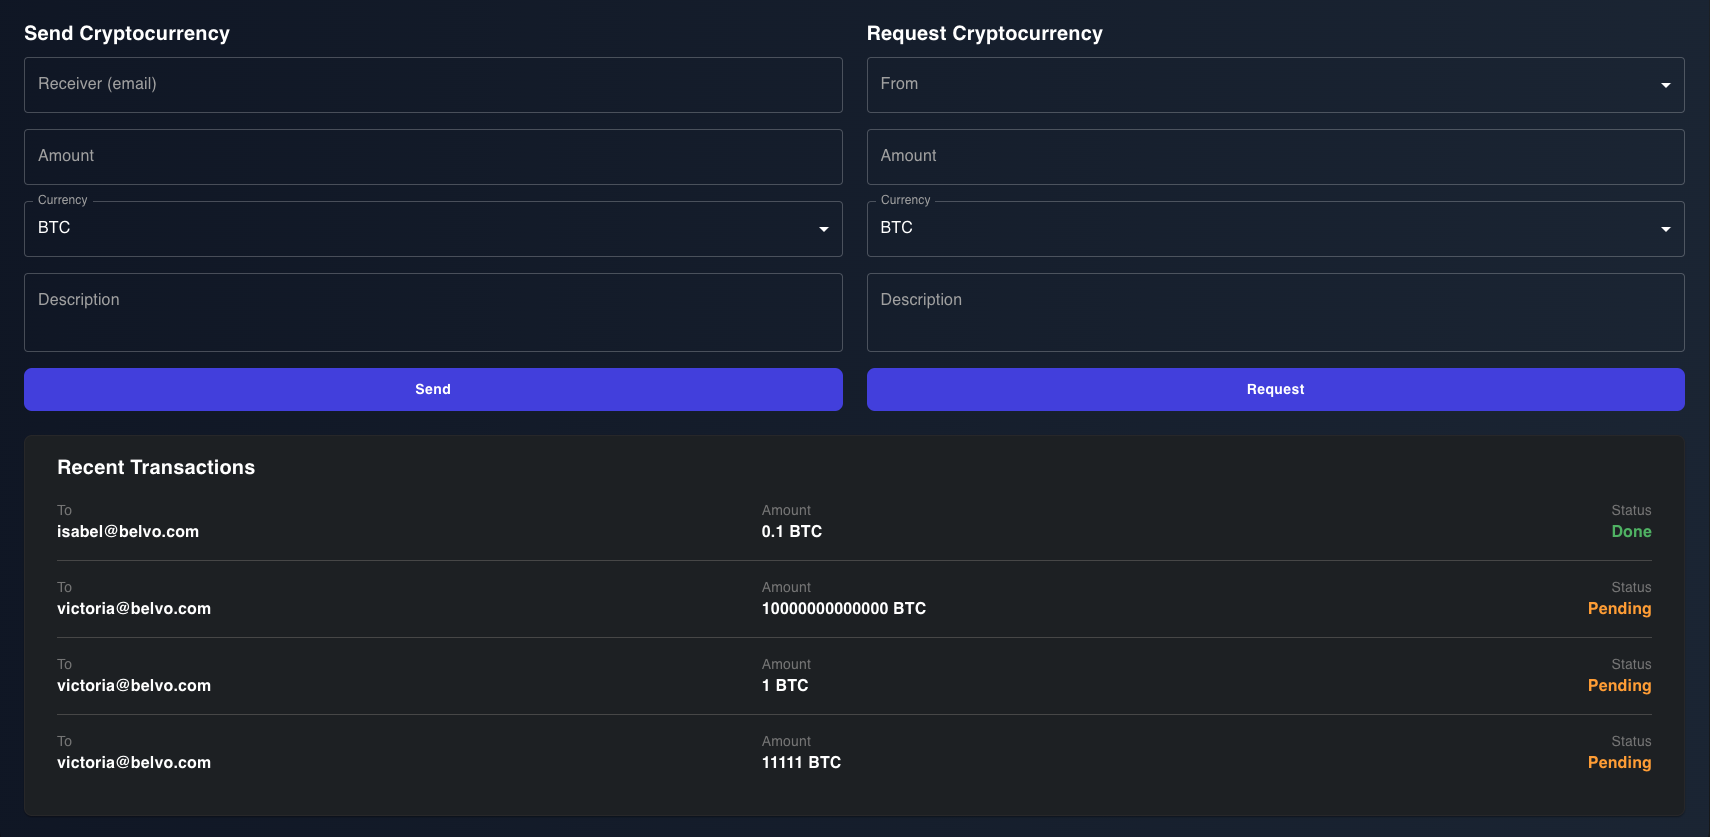 Send Cryptocurrency
Receiver (email)
Amount
Currency
BTC
Description
Send
Request Cryptocurrency
From
Amount
Currency
BTC
Description
Request
Recent Transactions
To Amount Status
isabel@belvo.com 0.1 BTC Done
To Amount Status
victoria@belvo.com 10000000000000 BTC Pending
To Amount Status
victoria@belvo.com 1 BTC Pending
To Amount Status
victoria@belvo.com 11111 BTC Pending